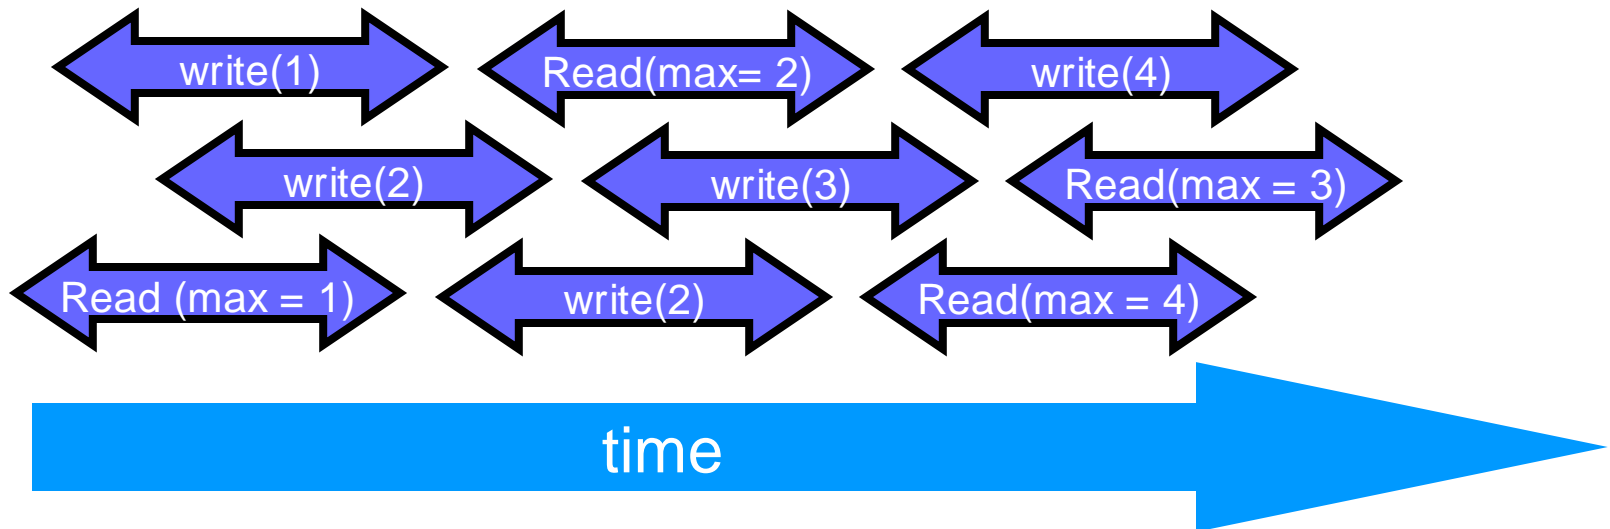 write(1)
Read(max= 2)
write(4)
write(2)
write(3)
Read(max = 3)
Read (max = 1)
write(2)
Read(max = 4)
time